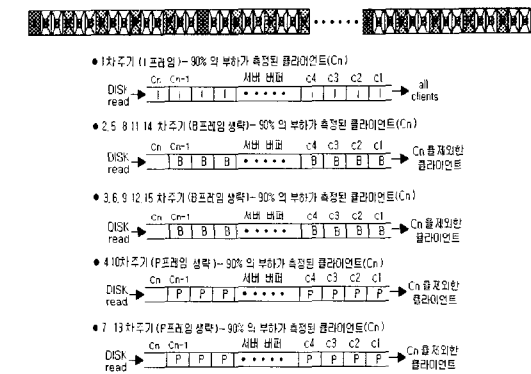 ● 1차 주기 (I 프레임) - 90% 의 부하가 측정된 클라이언트(Cn)
Cn Cn-1 서버 버퍼 c4 c3 c2 c1
DISK read I I I I • • • • • I I I I all clients
● 2, 5, 8, 11, 14 차 주기 (B프레임 생략) - 90% 의 부하가 측정된 클라이언트(Cn)
Cn Cn-1 서버 버퍼 c4 c3 c2 c1
DISK read B B B • • • • • B B B B Cn 을 제외한 클라이언트
● 3, 6, 9, 12, 15 차 주기 (B프레임 생략) - 90% 의 부하가 측정된 클라이언트(Cn)
Cn Cn-1 서버 버퍼 c4 c3 c2 c1
DISK read B B B • • • • • B B B B Cn 을 제외한 클라이언트
● 4, 10 차 주기 (P프레임 생략) - 90% 의 부하가 측정된 클라이언트(Cn)
Cn Cn-1 서버 버퍼 c4 c3 c2 c1
DISK read P P P • • • • • P P P P Cn 을 제외한 클라이언트
● 7, 13 차 주기 (P프레임 생략) - 90% 의 부하가 측정된 클라이언트(Cn)
Cn Cn-1 서버 버퍼 c4 c3 c2 c1
DISK read P P P • • • • • P P P P Cn 을 제외한 클라이언트